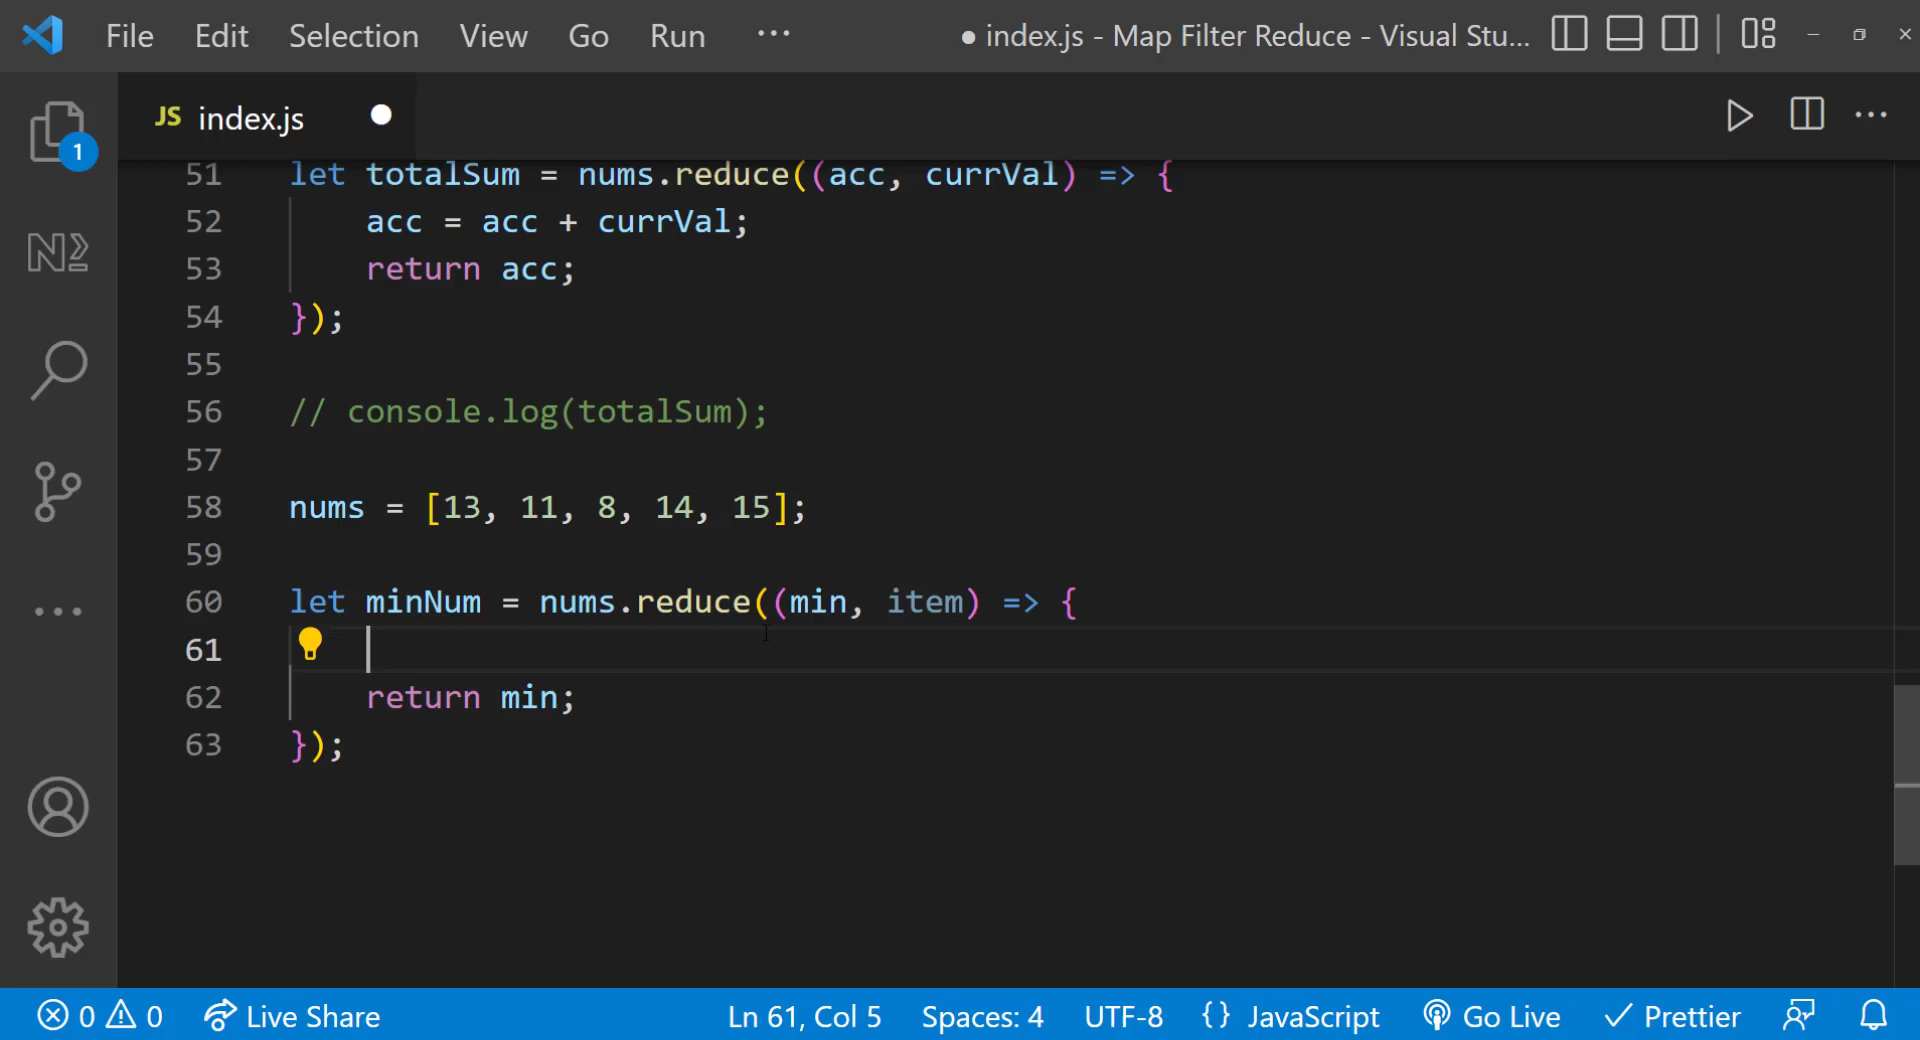 File Edit Selection View Go Run ··· ● index.js - Map Filter Reduce - Visual Stu...
JS index.js ●
1
51 let totalSum = nums.reduce((acc, currVal) => {
52 acc = acc + currVal;
53 return acc;
54 });
55
56 // console.log(totalSum);
57
58 nums = [13, 11, 8, 14, 15];
59
60 let minNum = nums.reduce((min, item) => {
61
62 return min;
63 });
0 0 Live Share Ln 61, Col 5 Spaces: 4 UTF-8 {} JavaScript Go Live Prettier